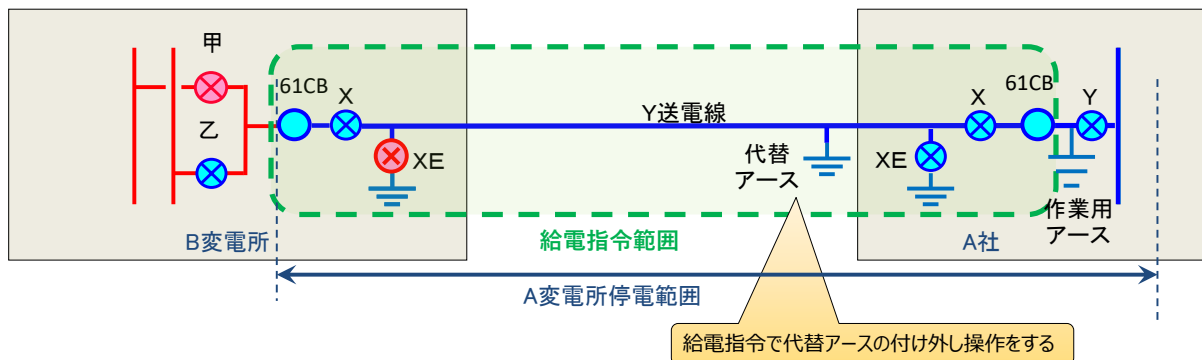 甲
61CB
X
乙
XE
B変電所
Y送電線
代替
アース
給電指令範囲
X
61CB
Y
XE
作業用
アース
A社
A変電所停電範囲
給電指令で代替アースの付け外し操作をする